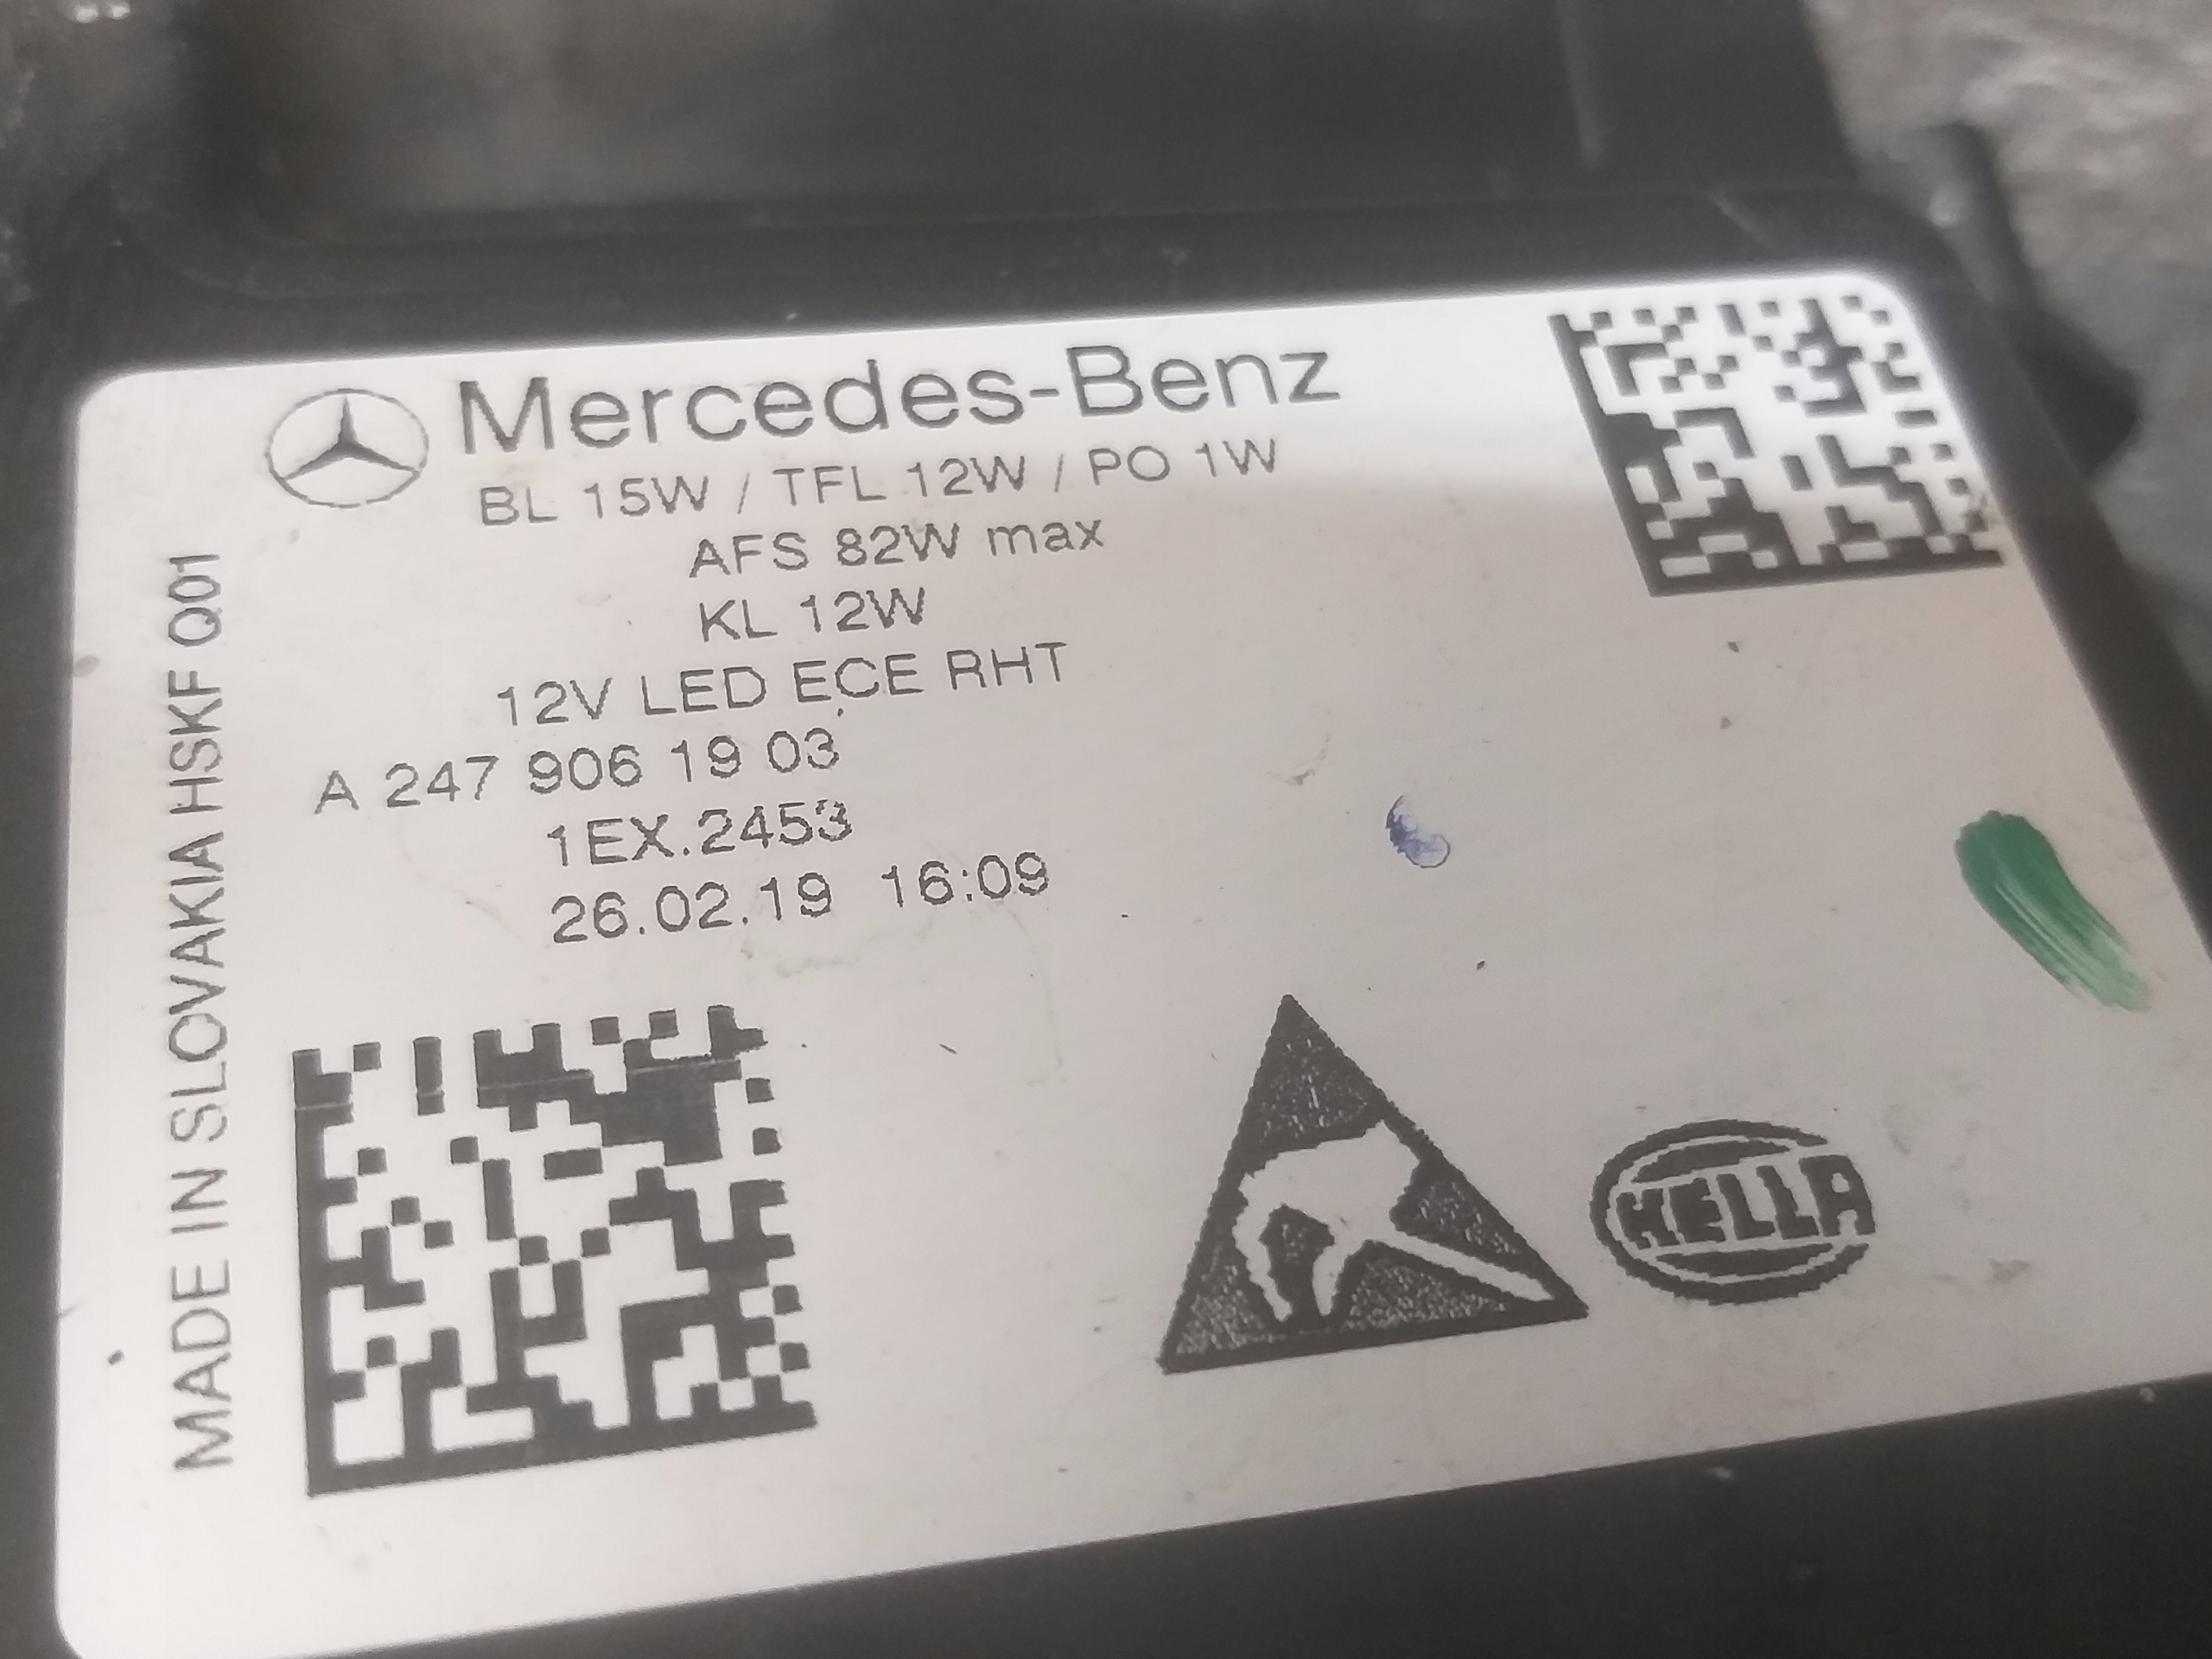 Mercedes-Benz
BL 15W / TFL 12W / PO 1W
AFS 82W max
KL 12W
12V LED ECE RHT
A 247 906 19 03
1EX.2453
26.02.19 16:09
MADE IN SLOVAKIA HSKF Q01
HELLA